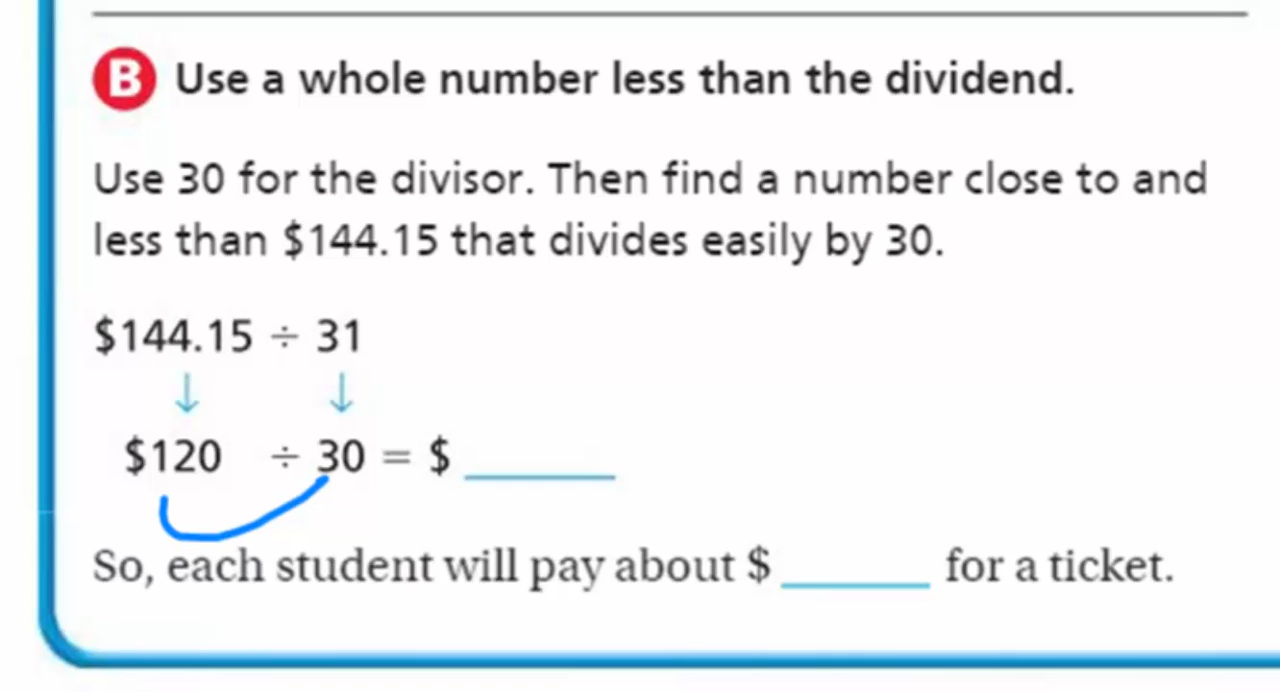 B Use a whole number less than the dividend.
Use 30 for the divisor. Then find a number close to and
less than $144.15 that divides easily by 30.
$144.15 ÷ 31
↓ ↓
$120 ÷ 30 = $ ______
So, each student will pay about $ ______ for a ticket.